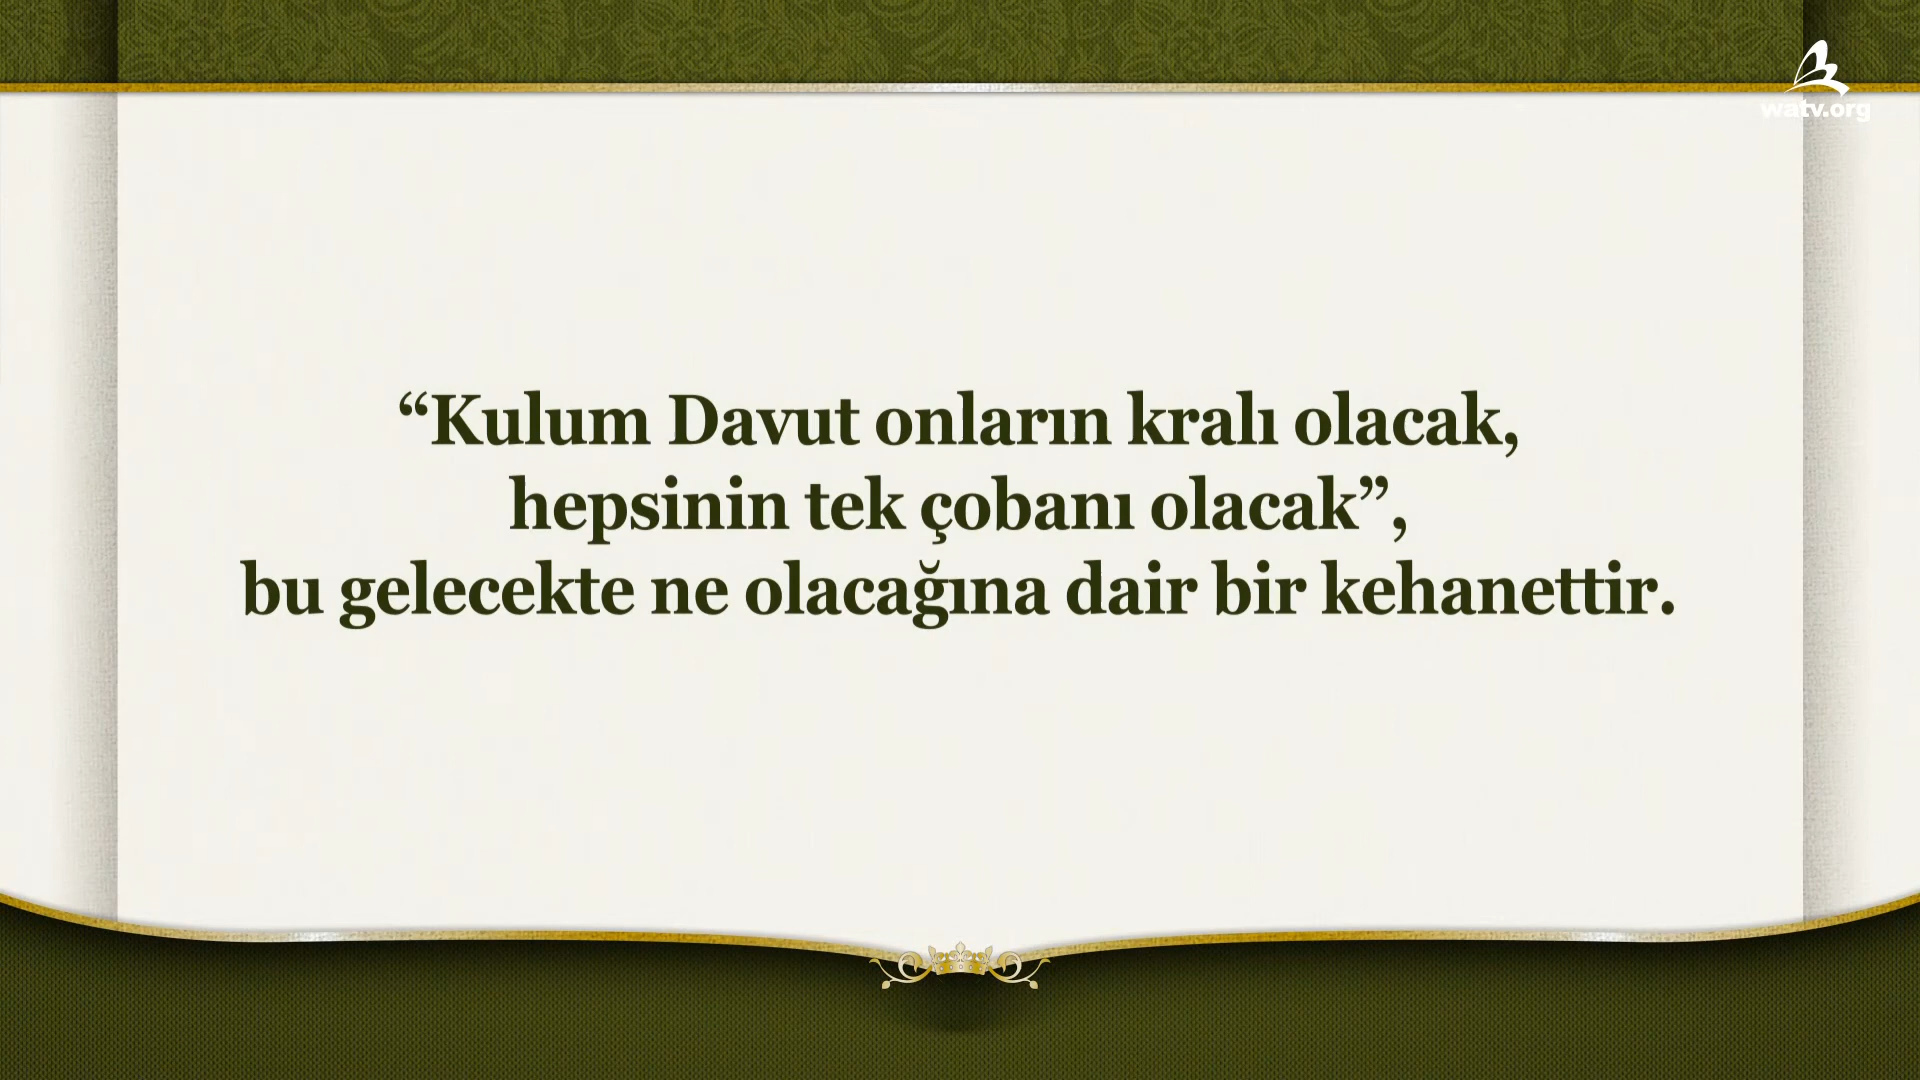 watv.org
“Kulum Davut onların kralı olacak,
hepsinin tek çobanı olacak”,
bu gelecekte ne olacağına dair bir kehanettir.